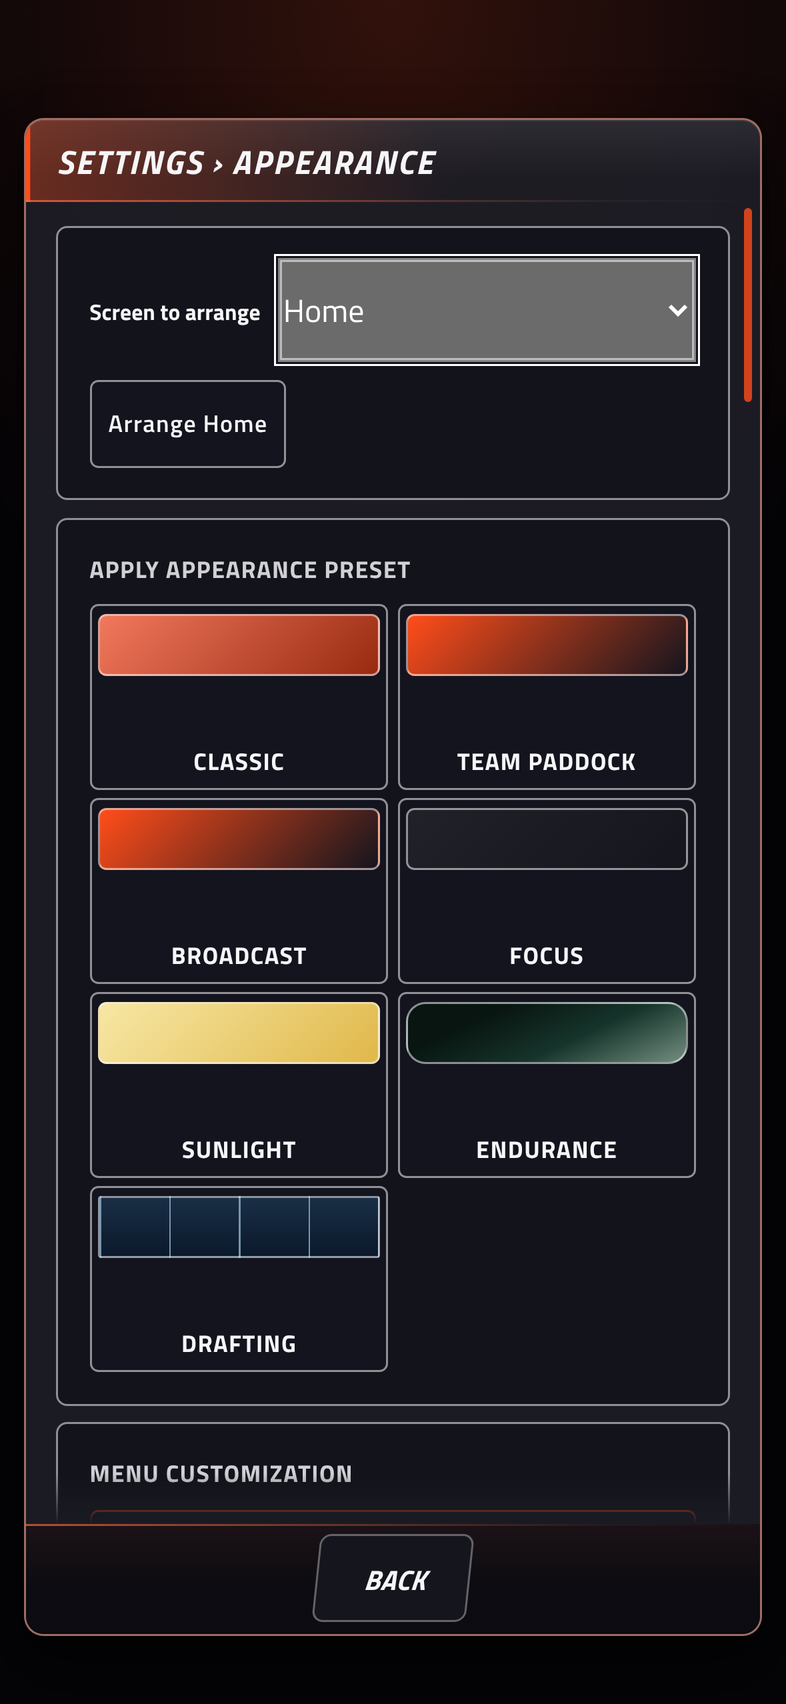 SETTINGS › APPEARANCE
Screen to arrange
Home
Arrange Home
APPLY APPEARANCE PRESET
CLASSIC
TEAM PADDOCK
BROADCAST
FOCUS
SUNLIGHT
ENDURANCE
DRAFTING
MENU CUSTOMIZATION
BACK